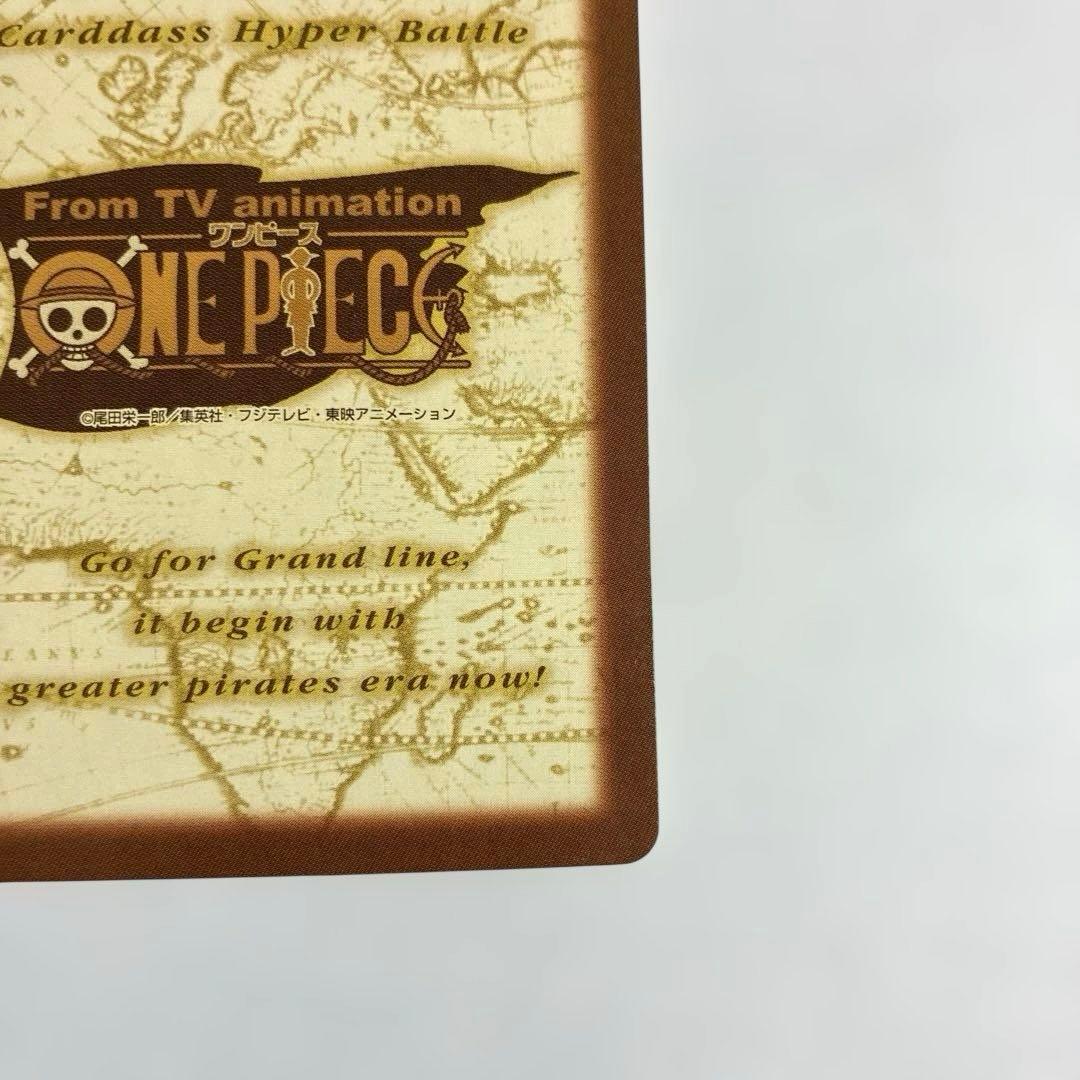 Carddass Hyper Battle
From TV animation
ワンピース
ONE PIECE
©尾田栄一郎／集英社・フジテレビ・東映アニメーション
Go for Grand line,
it begin with
greater pirates era now!